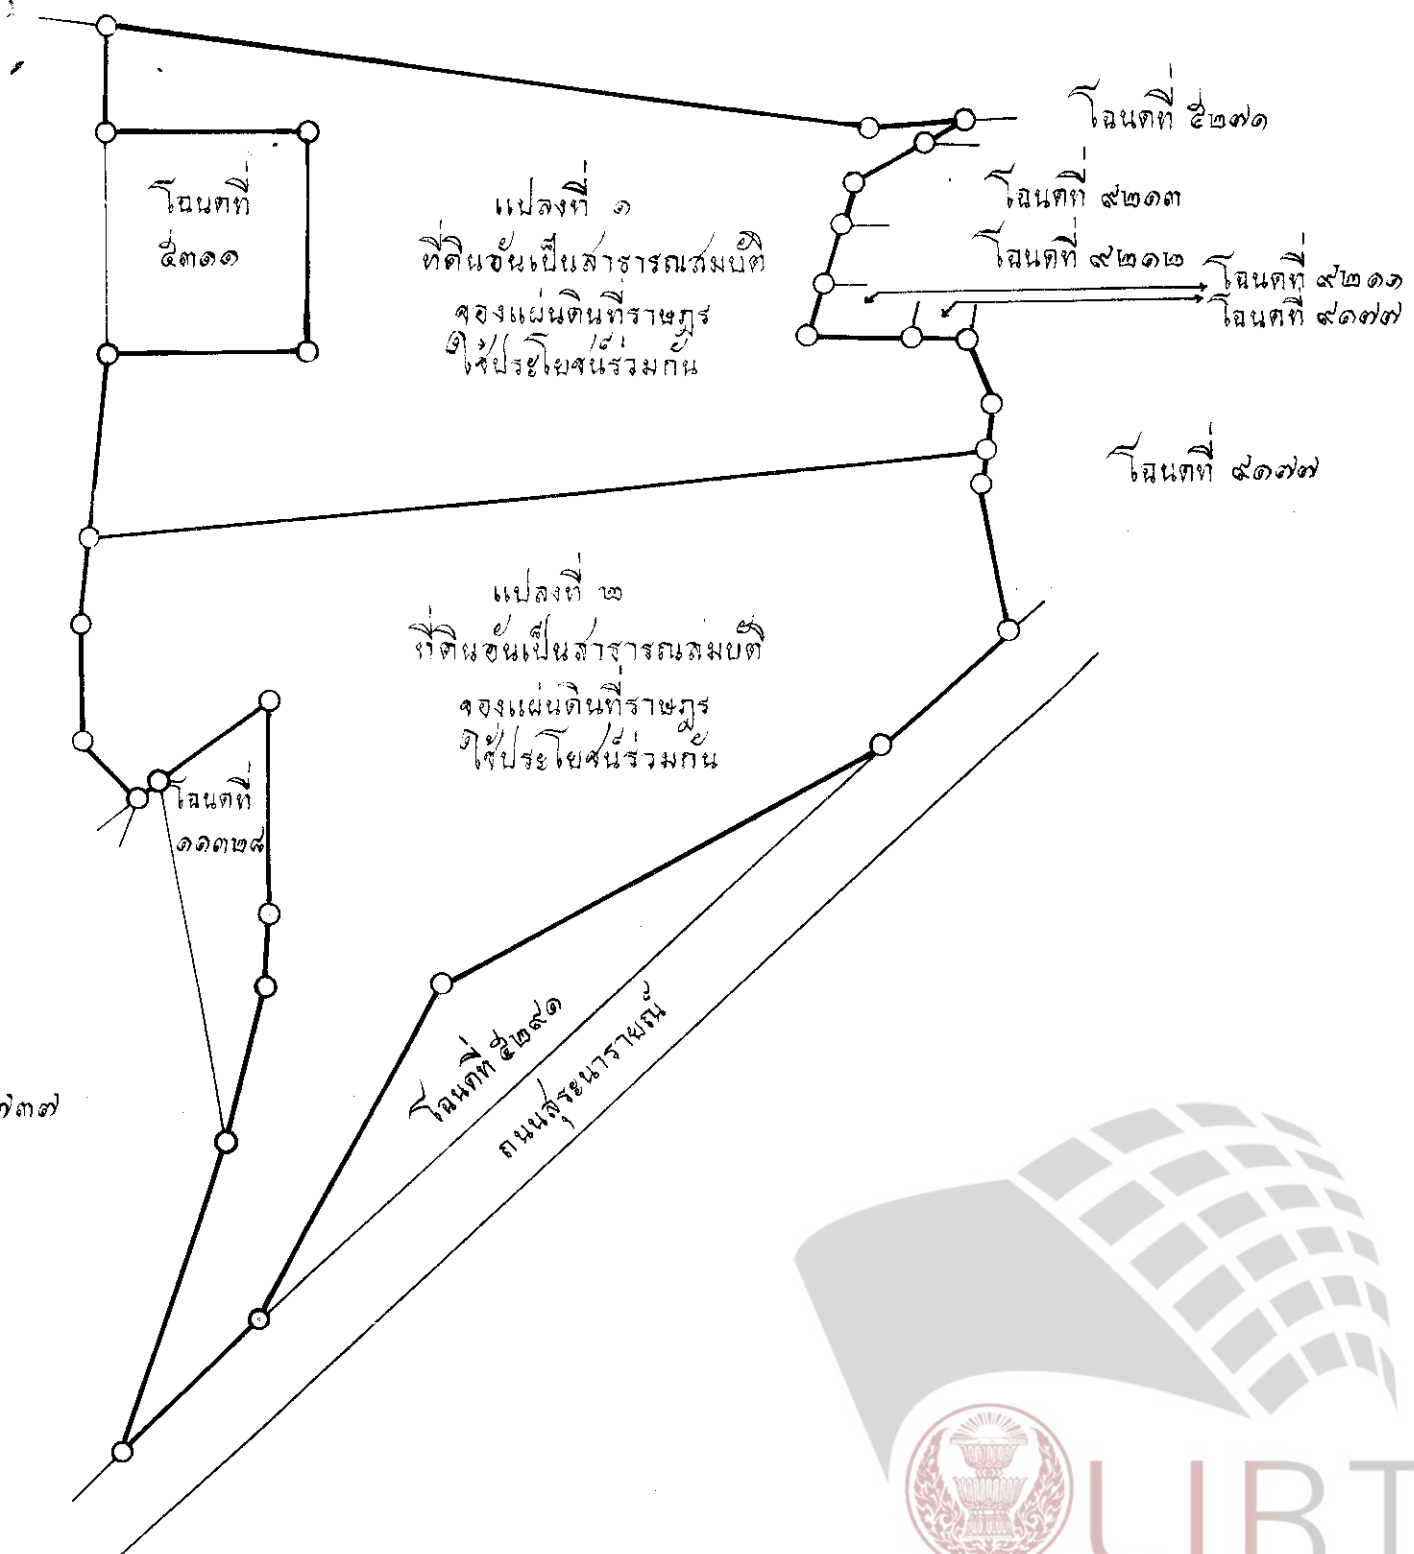 โฉนดที่ ๕๒๗๑
โฉนดที่
๕๓๑๑
แปลงที่ ๑
ที่ดินอันเป็นสาธารณสมบัติ
ของแผ่นดินที่ราษฎร
ใช้ประโยชน์ร่วมกัน
โฉนดที่ ๙๒๑๓
โฉนดที่ ๙๒๑๒
โฉนดที่ ๙๒๑๑
โฉนดที่ ๙๑๗๗
โฉนดที่ ๙๑๗๗
แปลงที่ ๒
ที่ดินอันเป็นสาธารณสมบัติ
ของแผ่นดินที่ราษฎร
ใช้ประโยชน์ร่วมกัน
โฉนดที่
๑๑๓๒๘
โฉนดที่ ๕๒๙๑
ถนนสุระนารายณ์
๗๓๗
LIRT